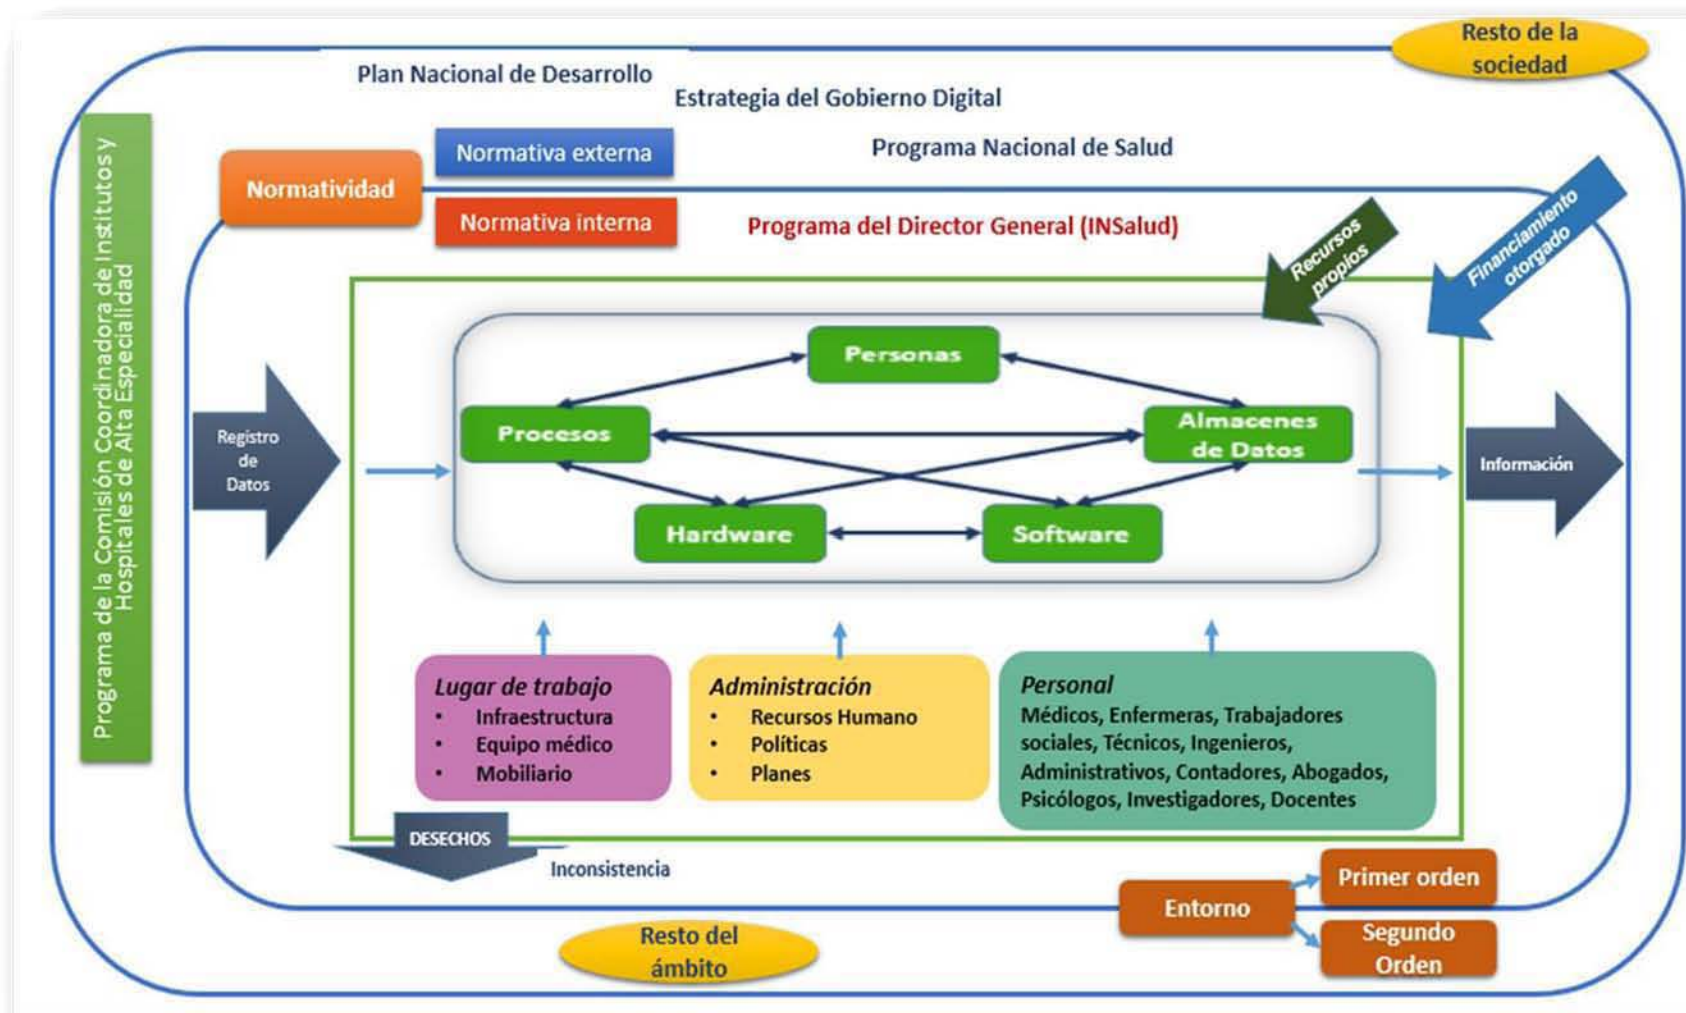 Resto de la
sociedad
Plan Nacional de Desarrollo
Estrategia del Gobierno Digital
Programa de la Comisión Coordinadora de Institutos y
Hospitales de Alta Especialidad
Normativa externa
Programa Nacional de Salud
Normatividad
Normativa interna
Programa del Director General (INSalud)
Recursos
propios
Financiamiento
otorgado
Personas
Procesos
Almacenes
de Datos
Registro
de
Datos
Información
Hardware
Software
Lugar de trabajo
• Infraestructura
• Equipo médico
• Mobiliario
Administración
• Recursos Humano
• Políticas
• Planes
Personal
Médicos, Enfermeras, Trabajadores
sociales, Técnicos, Ingenieros,
Administrativos, Contadores, Abogados,
Psicólogos, Investigadores, Docentes
DESECHOS
Inconsistencia
Entorno
Primer orden
Segundo
Orden
Resto del
ámbito